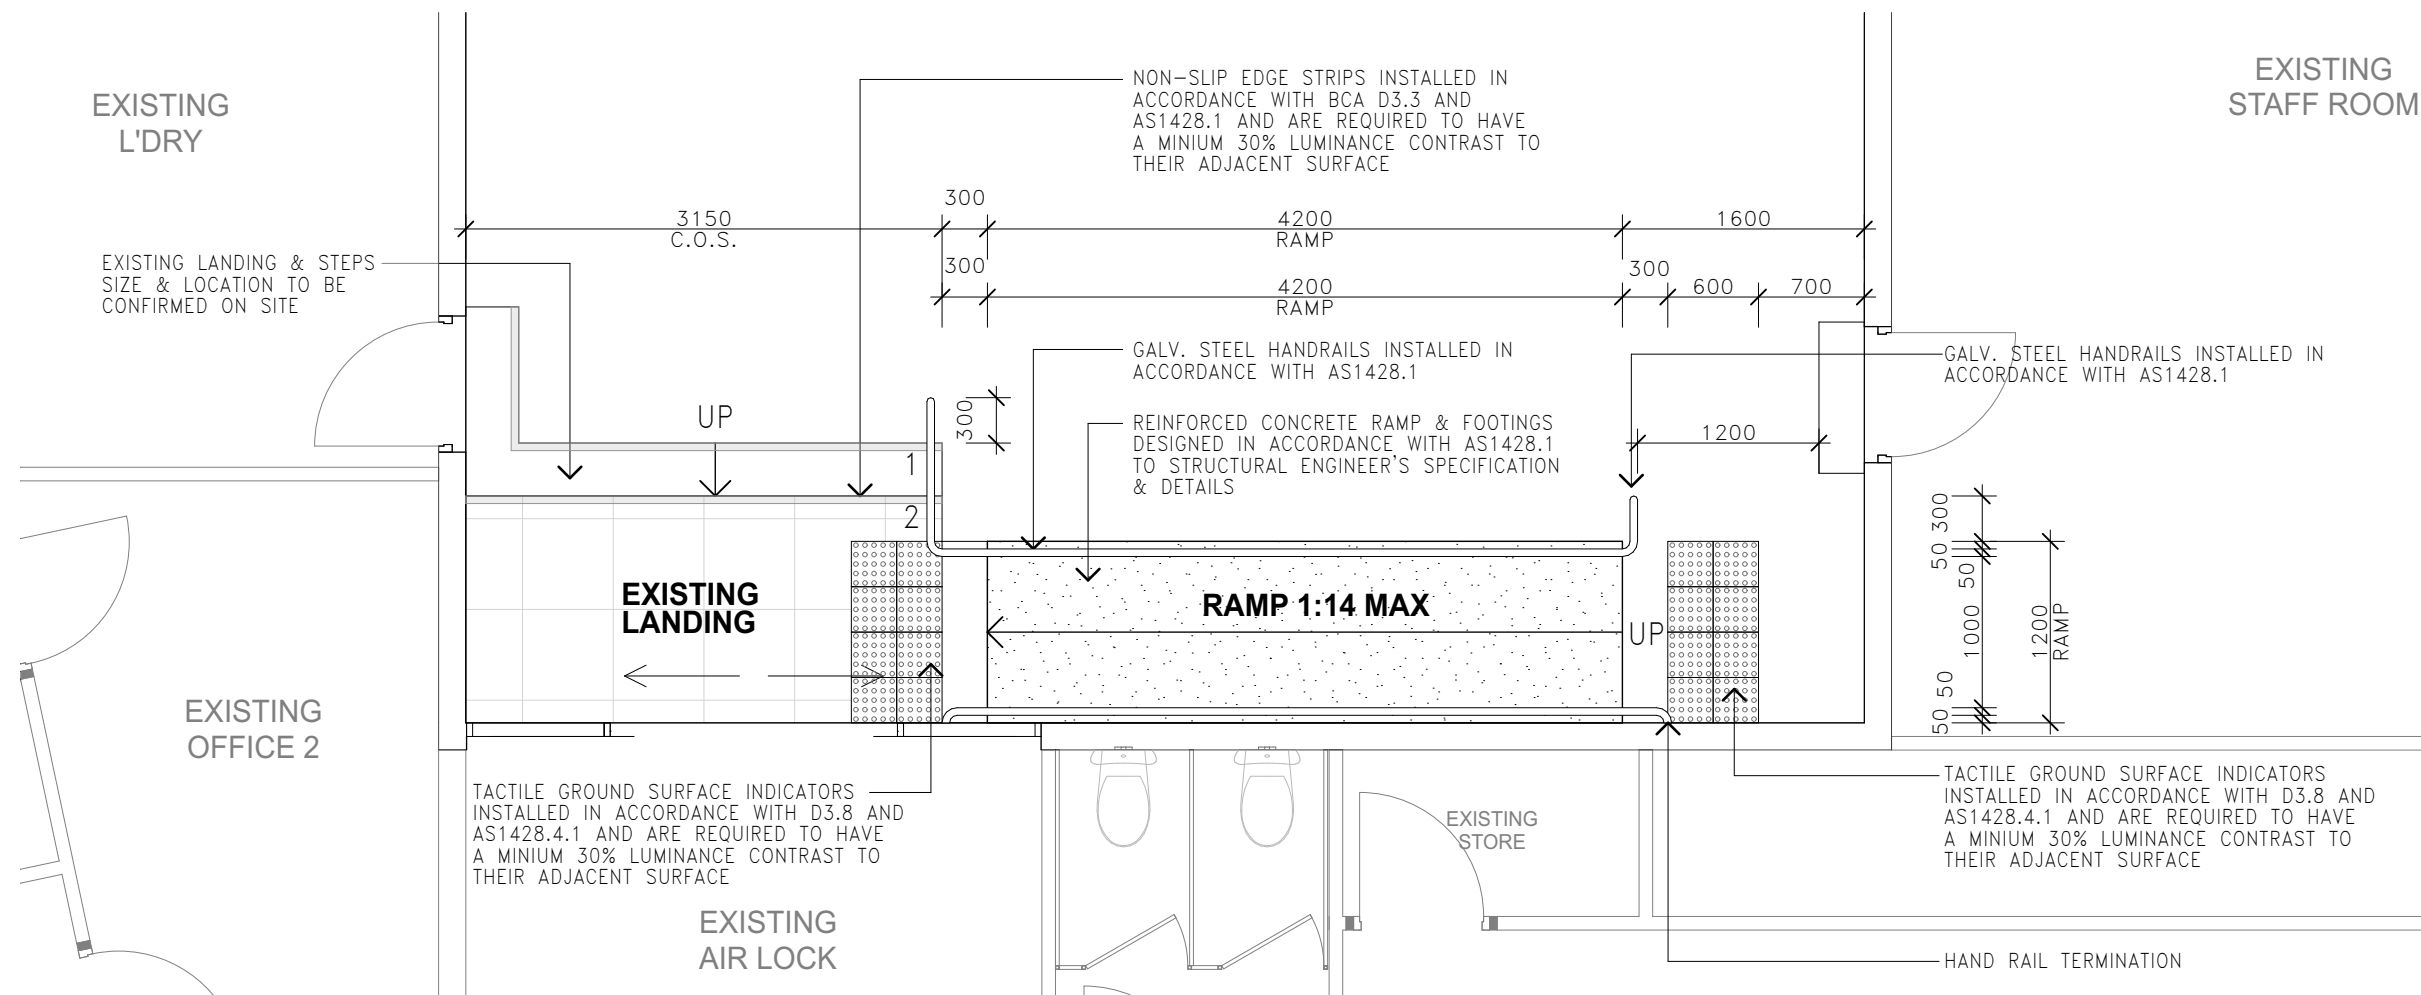 EXISTING
L'DRY
NON-SLIP EDGE STRIPS INSTALLED IN
ACCORDANCE WITH BCA D3.3 AND
AS1428.1 AND ARE REQUIRED TO HAVE
A MINIUM 30% LUMINANCE CONTRAST TO
THEIR ADJACENT SURFACE
EXISTING
STAFF ROOM
3150
C.O.S.
300
4200
RAMP
1600
EXISTING LANDING & STEPS
SIZE & LOCATION TO BE
CONFIRMED ON SITE
300
4200
RAMP
300
600
700
GALV. STEEL HANDRAILS INSTALLED IN
ACCORDANCE WITH AS1428.1
GALV. STEEL HANDRAILS INSTALLED IN
ACCORDANCE WITH AS1428.1
UP
300
REINFORCED CONCRETE RAMP & FOOTINGS
DESIGNED IN ACCORDANCE WITH AS1428.1
TO STRUCTURAL ENGINEER'S SPECIFICATION
& DETAILS
1200
1
2
EXISTING
LANDING
RAMP 1:14 MAX
UP
300
50
50
1000
50
50
1200
RAMP
EXISTING
OFFICE 2
TACTILE GROUND SURFACE INDICATORS
INSTALLED IN ACCORDANCE WITH D3.8 AND
AS1428.4.1 AND ARE REQUIRED TO HAVE
A MINIUM 30% LUMINANCE CONTRAST TO
THEIR ADJACENT SURFACE
EXISTING
STORE
TACTILE GROUND SURFACE INDICATORS
INSTALLED IN ACCORDANCE WITH D3.8 AND
AS1428.4.1 AND ARE REQUIRED TO HAVE
A MINIUM 30% LUMINANCE CONTRAST TO
THEIR ADJACENT SURFACE
EXISTING
AIR LOCK
HAND RAIL TERMINATION